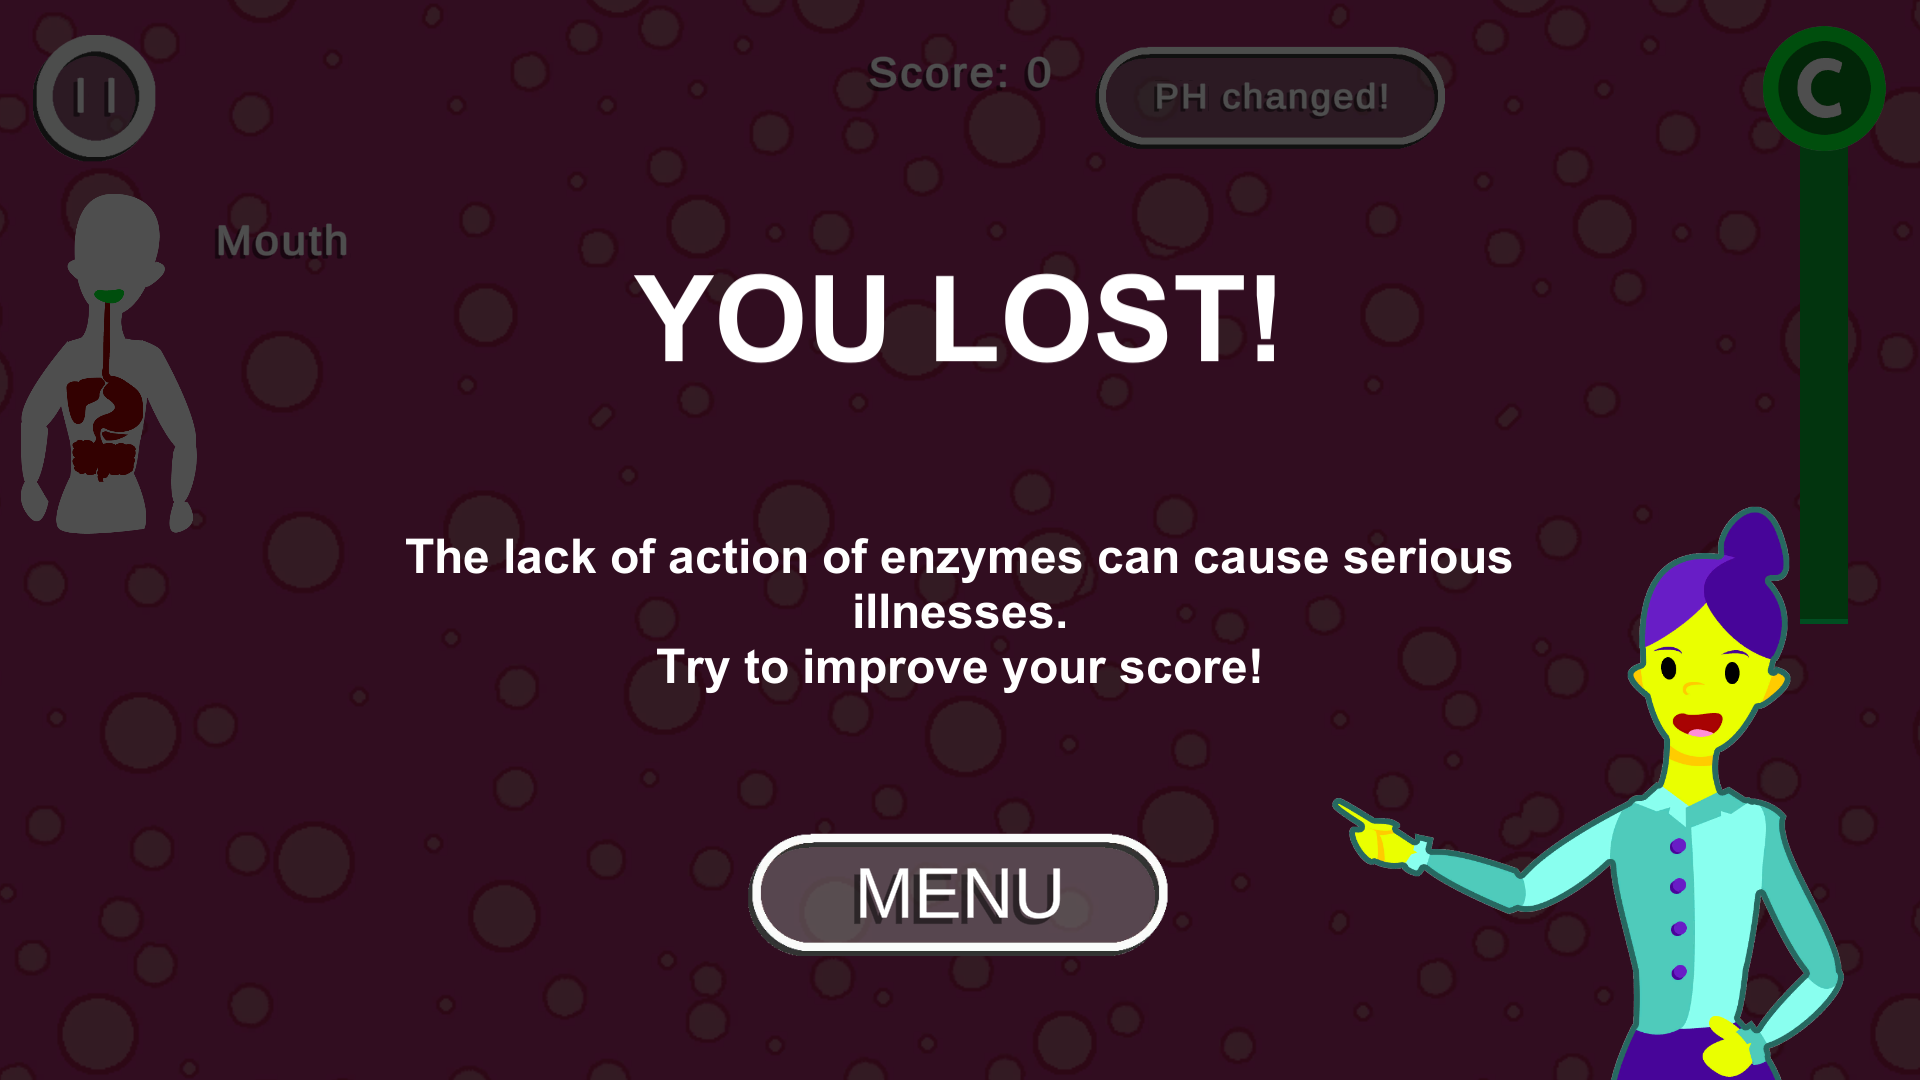 Score: 0
PH changed!
C
Mouth
YOU LOST!
The lack of action of enzymes can cause serious
illnesses.
Try to improve your score!
MENU